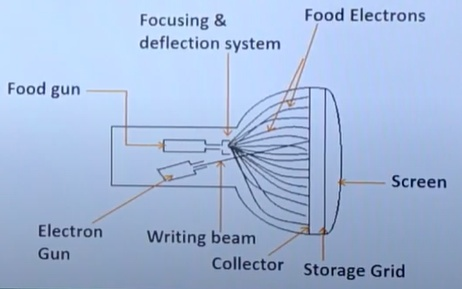 Focusing &
deflection system
Food Electrons
Food gun
Screen
Electron
Gun
Writing beam
Collector
Storage Grid